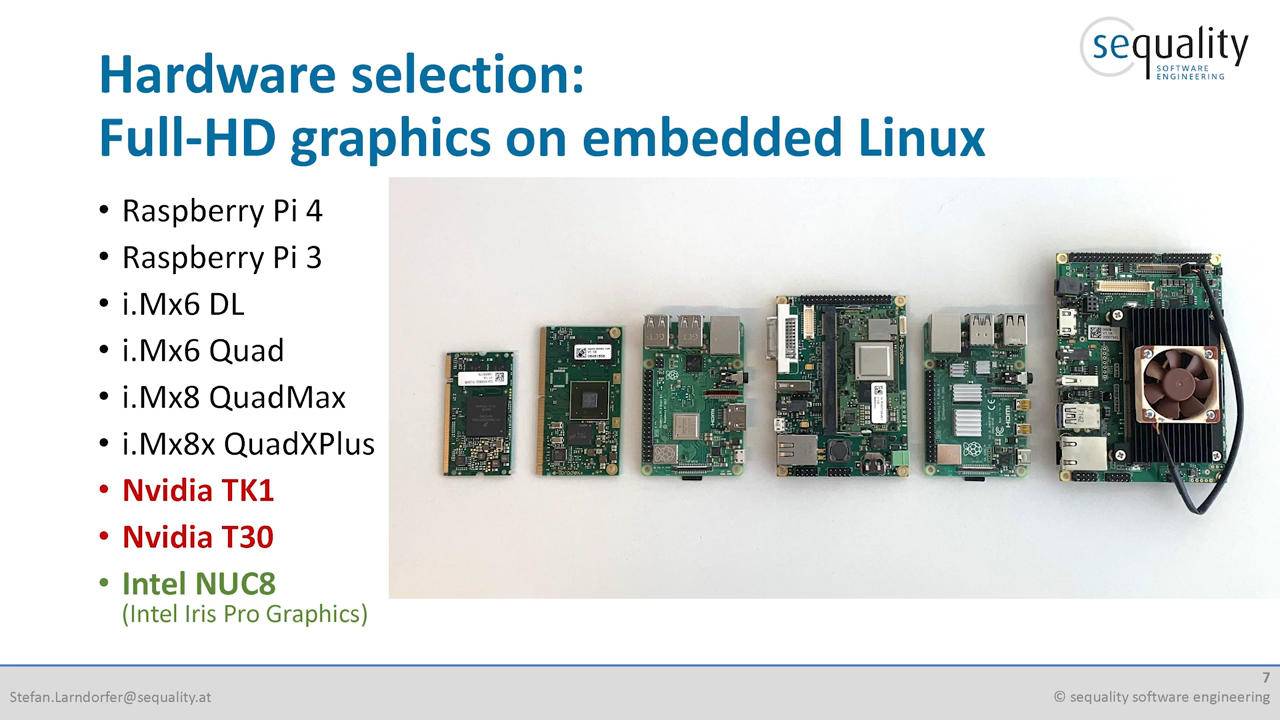 sequality
SOFTWARE
ENGINEERING
Hardware selection:
Full-HD graphics on embedded Linux
• Raspberry Pi 4
• Raspberry Pi 3
• i.Mx6 DL
• i.Mx6 Quad
• i.Mx8 QuadMax
• i.Mx8x QuadXPlus
• Nvidia TK1
• Nvidia T30
• Intel NUC8
(Intel Iris Pro Graphics)
HDMI
HDMI
7
Stefan.Larndorfer@sequality.at
© sequality software engineering